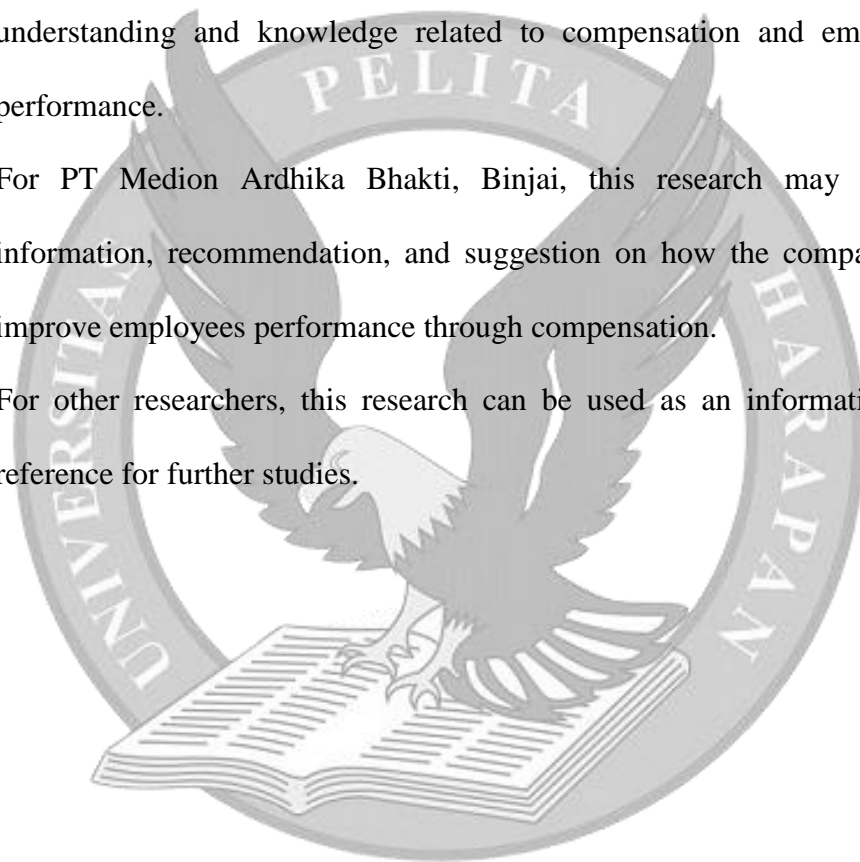 understanding and knowledge related to compensation and em
performance.
For PT Medion Ardhika Bhakti, Binjai, this research may
information, recommendation, and suggestion on how the compa
improve employees performance through compensation.
For other researchers, this research can be used as an informati
reference for further studies.
UNIVERSITAS PELITA HARAPAN